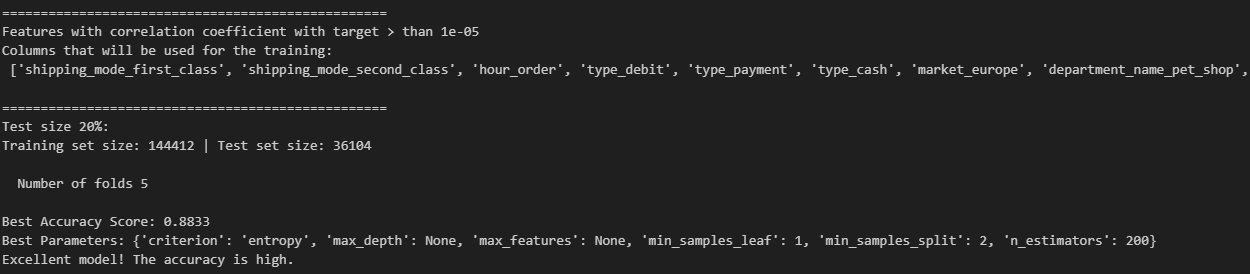 ==================================================
Features with correlation coefficient with target > than 1e-05
Columns that will be used for the training:
['shipping_mode_first_class', 'shipping_mode_second_class', 'hour_order', 'type_debit', 'type_payment', 'type_cash', 'market_europe', 'department_name_pet_shop',
==================================================
Test size 20%:
Training set size: 144412 | Test set size: 36104
Number of folds 5
Best Accuracy Score: 0.8833
Best Parameters: {'criterion': 'entropy', 'max_depth': None, 'max_features': None, 'min_samples_leaf': 1, 'min_samples_split': 2, 'n_estimators': 200}
Excellent model! The accuracy is high.